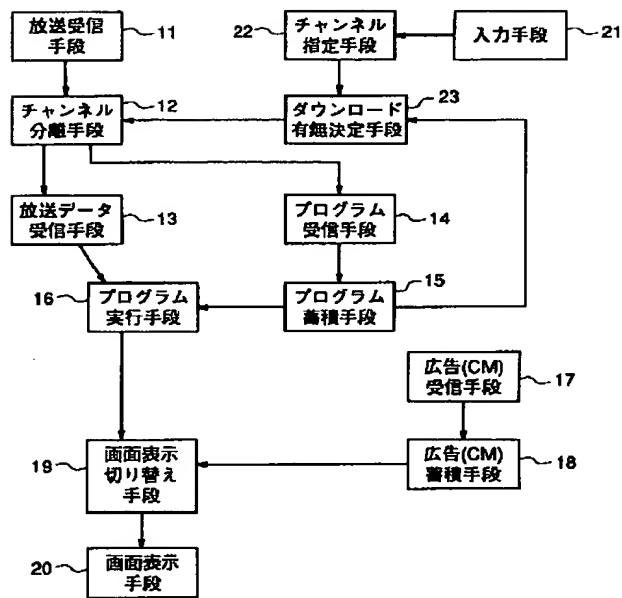 放送受信
手段
11
22
チャンネル
指定手段
入力手段
21
チャンネル
分離手段
12
ダウンロード
有無決定手段
23
放送データ
受信手段
13
プログラム
受信手段
14
16
プログラム
実行手段
プログラム
蓄積手段
15
広告(CM)
受信手段
17
19
画面表示
切り替え
手段
広告(CM)
蓄積手段
18
20
画面表示
手段